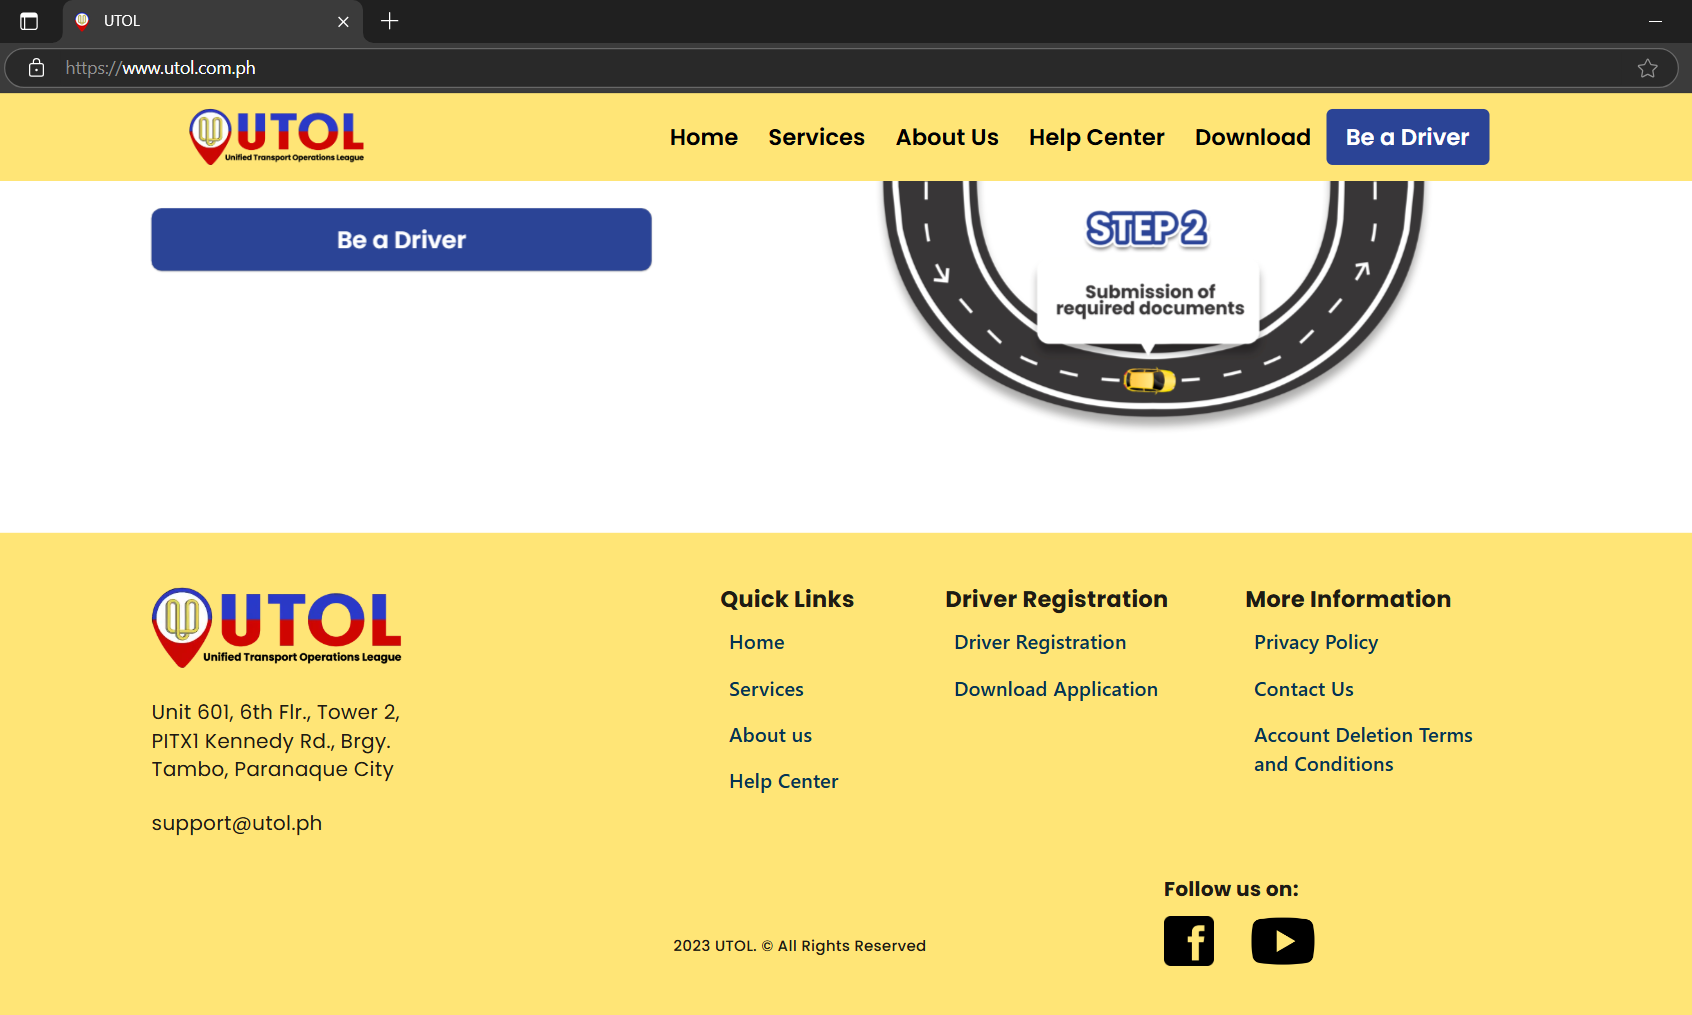 UTOL
https://www.utol.com.ph
UTOL
Unified Transport Operations League
Home
Services
About Us
Help Center
Download
Be a Driver
Be a Driver
STEP 2
Submission of
required documents
UTOL
Unified Transport Operations League
Unit 601, 6th Flr., Tower 2,
PITX1 Kennedy Rd., Brgy.
Tambo, Paranaque City
support@utol.ph
Quick Links
Home
Services
About us
Help Center
Driver Registration
Driver Registration
Download Application
More Information
Privacy Policy
Contact Us
Account Deletion Terms
and Conditions
Follow us on:
2023 UTOL. © All Rights Reserved